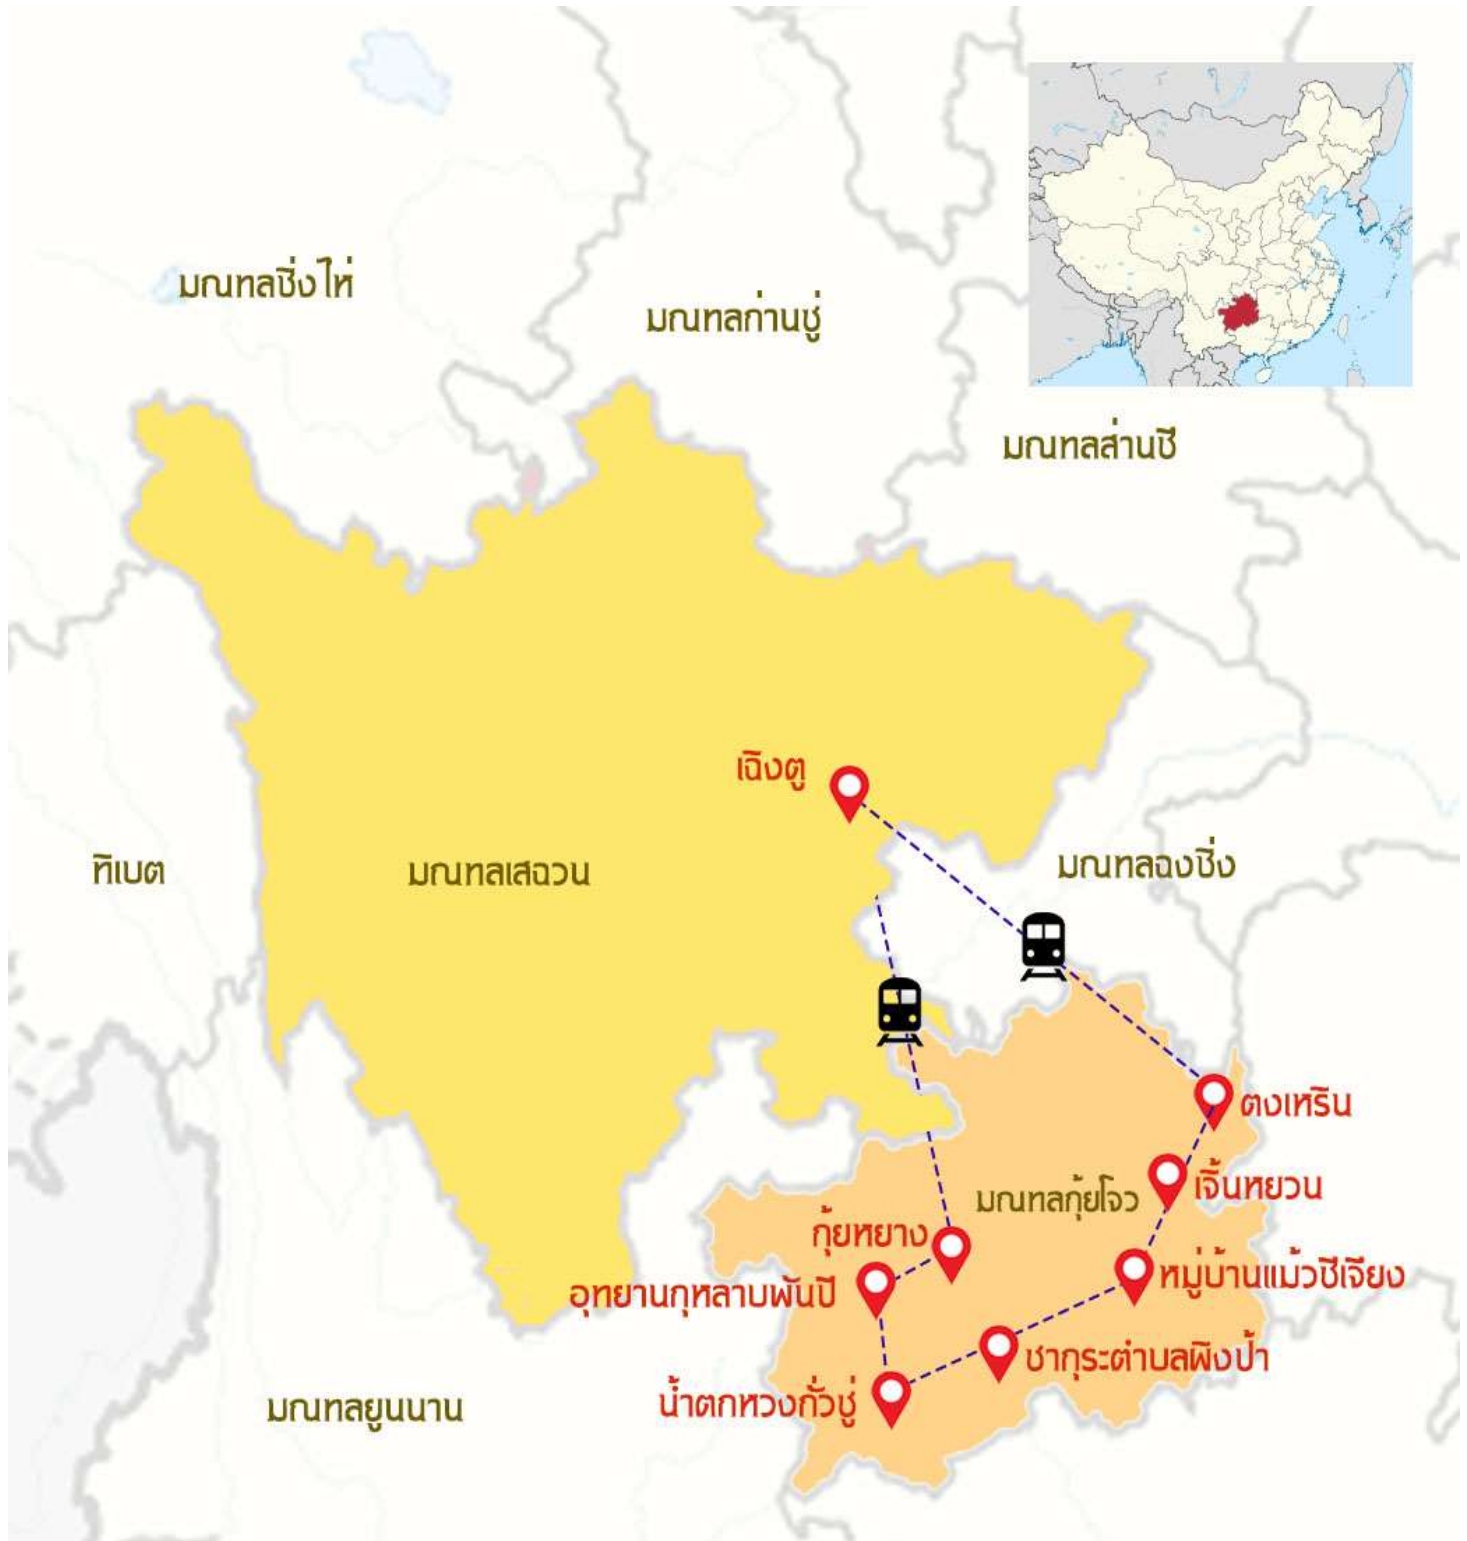 มณฑลชิ่งไห่
มณฑลก่านซู่
มณฑลส่านซี
เฉิงตู
ทิเบต
มณฑลเสฉวน
มณฑลฉงชิ่ง
ตงเหริน
เจิ้นหยวน
มณฑลกุ้ยโจว
กุ้ยหยาง
หมู่บ้านแม้วซีเจียง
อุทยานกุหลาบพันปี
ซากุระตำบลผิงป้า
น้ำตกหวงกั่วซู่
มณฑลยูนนาน